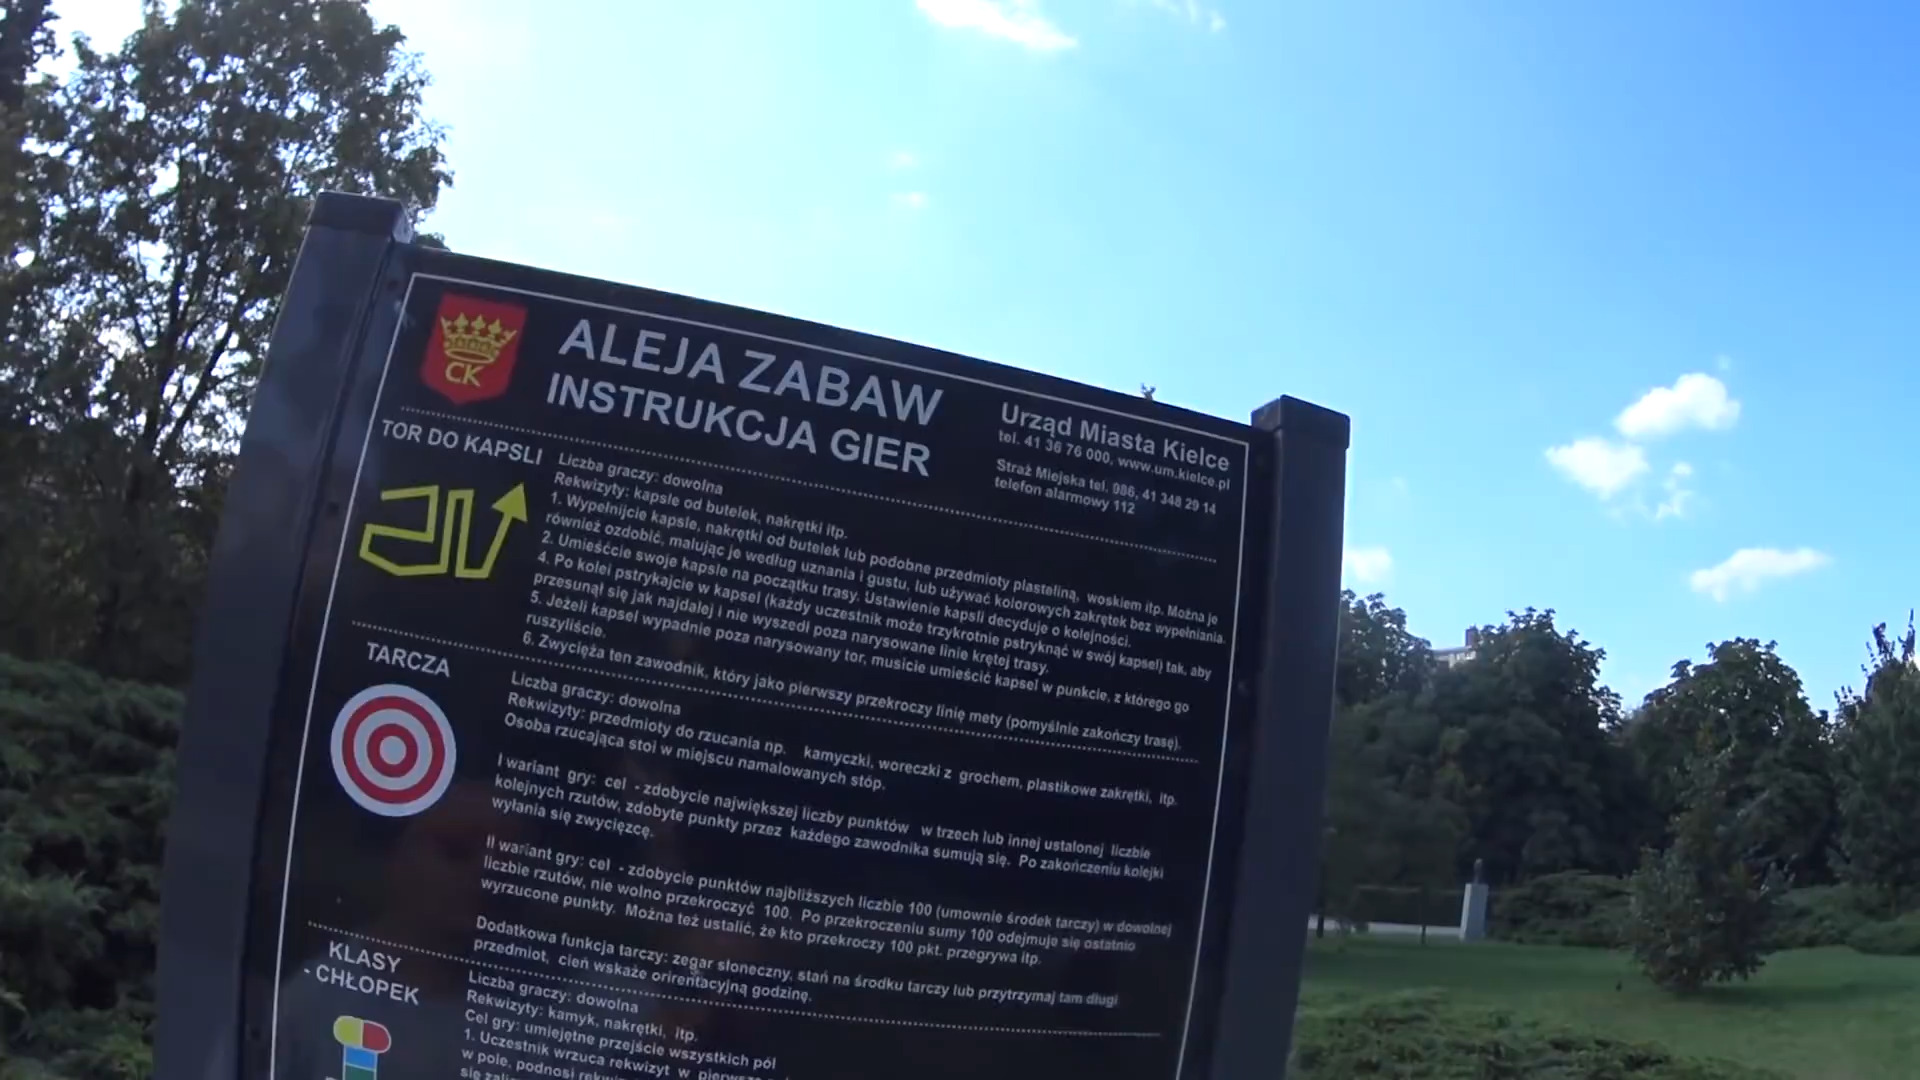 CK
ALEJA ZABAW
INSTRUKCJA GIER
Urząd Miasta Kielce
tel. 41 36 76 000, www.um.kielce.pl
Straż Miejska tel. 986, 41 348 29 14
telefon alarmowy 112
TOR DO KAPSLI
Liczba graczy: dowolna
Rekwizyty: kapsle od butelek, nakrętki itp.
1. Wypełnijcie kapsle, nakrętki od butelek lub podobne przedmioty plasteliną, woskiem itp. Można je
również ozdobić, malując je według uznania i gustu, lub używać kolorowych zakrętek bez wypełniania.
2. Umieśćcie swoje kapsle na początku trasy. Ustawienie kapsli decyduje o kolejności.
4. Po kolei pstrykajcie w kapsel (każdy uczestnik może trzykrotnie pstryknąć w swój kapsel) tak, aby
przesunął się jak najdalej i nie wyszedł poza narysowane linie krętej trasy.
5. Jeżeli kapsel wypadnie poza narysowany tor, musicie umieścić kapsel w punkcie, z którego go
ruszyliście.
6. Zwycięża ten zawodnik, który jako pierwszy przekroczy linię mety (pomyślnie zakończy trasę).
TARCZA
Liczba graczy: dowolna
Rekwizyty: przedmioty do rzucania np. kamyczki, woreczki z grochem, plastikowe zakrętki, itp.
Osoba rzucająca stoi w miejscu namalowanych stóp.
I wariant gry: cel - zdobycie największej liczby punktów w trzech lub innej ustalonej liczbie
kolejnych rzutów, zdobyte punkty przez każdego zawodnika sumują się. Po zakończeniu kolejki
wyłania się zwycięzcę.
II wariant gry: cel - zdobycie punktów najbliższych liczbie 100 (umownie środek tarczy) w dowolnej
liczbie rzutów, nie wolno przekroczyć 100. Po przekroczeniu sumy 100 odejmuje się ostatnio
wyrzucone punkty. Można też ustalić, że kto przekroczy 100 pkt. przegrywa itp.
Dodatkowa funkcja tarczy: zegar słoneczny, stań na środku tarczy lub przytrzymaj tam długi
przedmiot, cień wskaże orirentacyjną godzinę.
KLASY
- CHŁOPEK
Liczba graczy: dowolna
Rekwizyty: kamyk, nakrętki, itp.
Cel gry: umiejętne przejście wszystkich pól
1. Uczestnik wrzuca rekwizyt w
w pole, podnosi